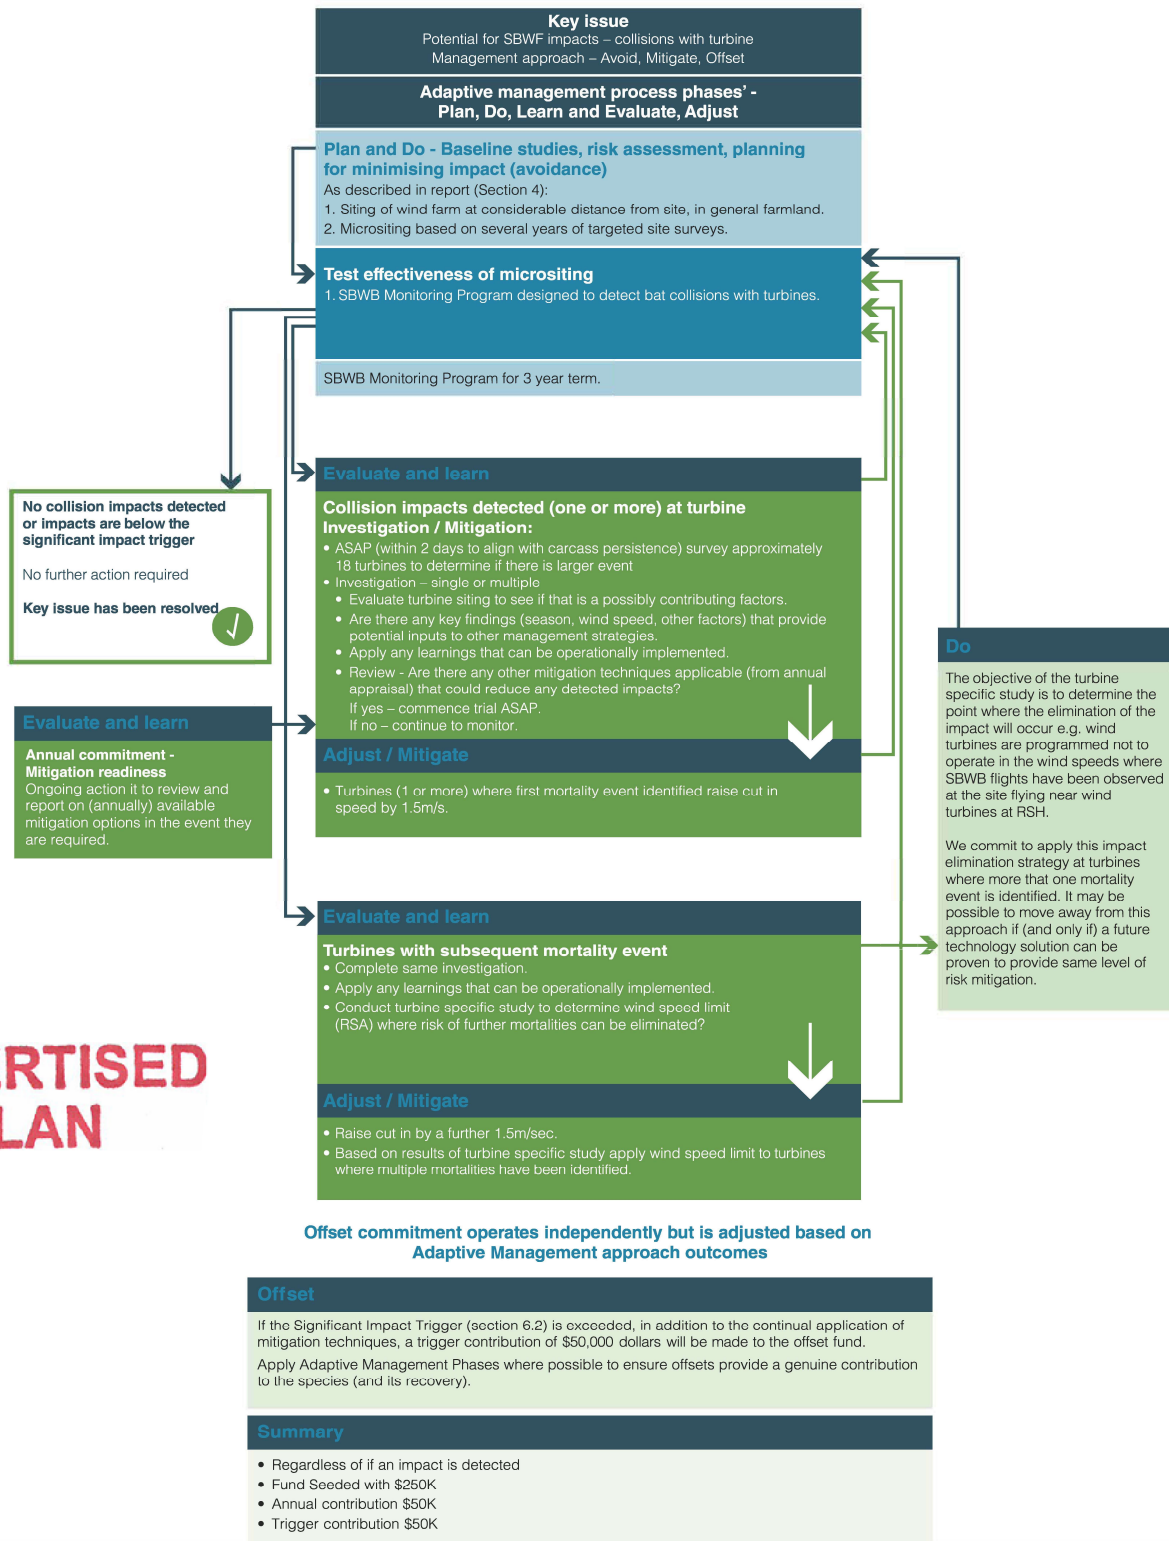 Key issue
Potential for SBWF impacts – collisions with turbine
Management approach – Avoid, Mitigate, Offset
Adaptive management process phases’ -
Plan, Do, Learn and Evaluate, Adjust
Plan and Do - Baseline studies, risk assessment, planning
for minimising impact (avoidance)
As described in report (Section 4):
1. Siting of wind farm at considerable distance from site, in general farmland.
2. Micrositing based on several years of targeted site surveys.
Test effectiveness of micrositing
1. SBWB Monitoring Program designed to detect bat collisions with turbines.
SBWB Monitoring Program for 3 year term.
No collision impacts detected
or impacts are below the
significant impact trigger
No further action required
Key issue has been resolved
Evaluate and learn
Collision impacts detected (one or more) at turbine
Investigation / Mitigation:
• ASAP (within 2 days to align with carcass persistence) survey approximately
18 turbines to determine if there is larger event
• Investigation – single or multiple
• Evaluate turbine siting to see if that is a possibly contributing factors.
• Are there any key findings (season, wind speed, other factors) that provide
potential inputs to other management strategies.
• Apply any learnings that can be operationally implemented.
• Review - Are there any other mitigation techniques applicable (from annual
appraisal) that could reduce any detected impacts?
If yes – commence trial ASAP.
If no – continue to monitor.
Adjust / Mitigate
• Turbines (1 or more) where first mortality event identified raise cut in
speed by 1.5m/s.
Evaluate and learn
Annual commitment -
Mitigation readiness
Ongoing action it to review and
report on (annually) available
mitigation options in the event they
are required.
Do
The objective of the turbine
specific study is to determine the
point where the elimination of the
impact will occur e.g. wind
turbines are programmed not to
operate in the wind speeds where
SBWB flights have been observed
at the site flying near wind
turbines at RSH.
We commit to apply this impact
elimination strategy at turbines
where more that one mortality
event is identified. It may be
possible to move away from this
approach if (and only if) a future
technology solution can be
proven to provide same level of
risk mitigation.
Evaluate and learn
Turbines with subsequent mortality event
• Complete same investigation.
• Apply any learnings that can be operationally implemented.
• Conduct turbine specific study to determine wind speed limit
(RSA) where risk of further mortalities can be eliminated?
Adjust / Mitigate
• Raise cut in by a further 1.5m/sec.
• Based on results of turbine specific study apply wind speed limit to turbines
where multiple mortalities have been identified.
RTISED
LAN
Offset commitment operates independently but is adjusted based on
Adaptive Management approach outcomes
Offset
If the Significant Impact Trigger (section 6.2) is exceeded, in addition to the continual application of
mitigation techniques, a trigger contribution of $50,000 dollars will be made to the offset fund.
Apply Adaptive Management Phases where possible to ensure offsets provide a genuine contribution
to the species (and its recovery).
Summary
• Regardless of if an impact is detected
• Fund Seeded with $250K
• Annual contribution $50K
• Trigger contribution $50K